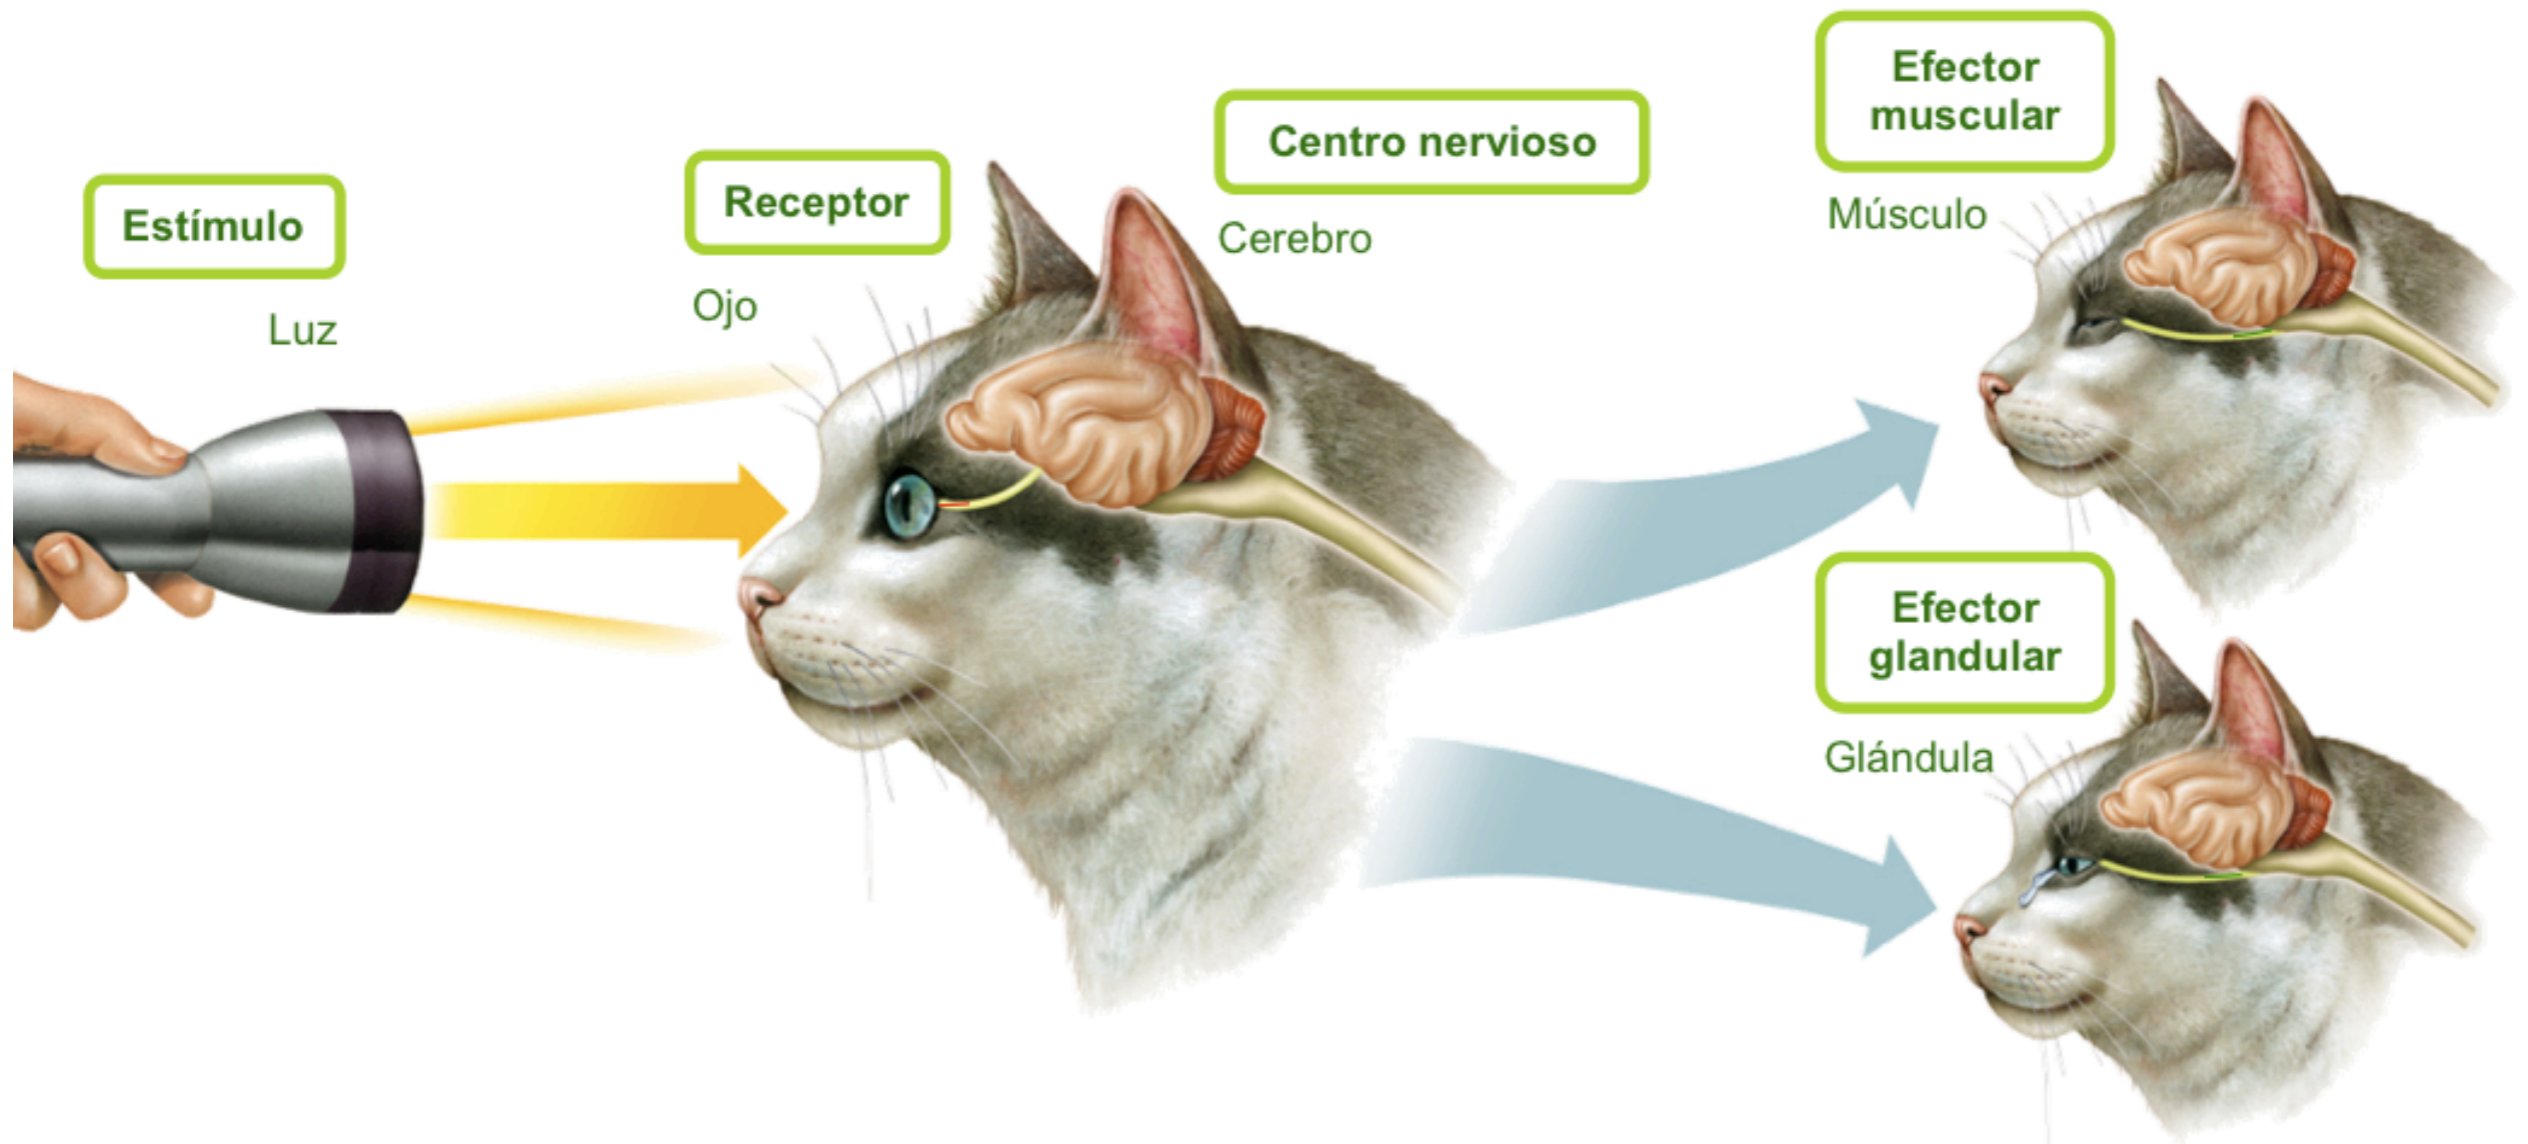 Estímulo
Luz
Receptor
Ojo
Centro nervioso
Cerebro
Efector
muscular
Músculo
Efector
glandular
Glándula